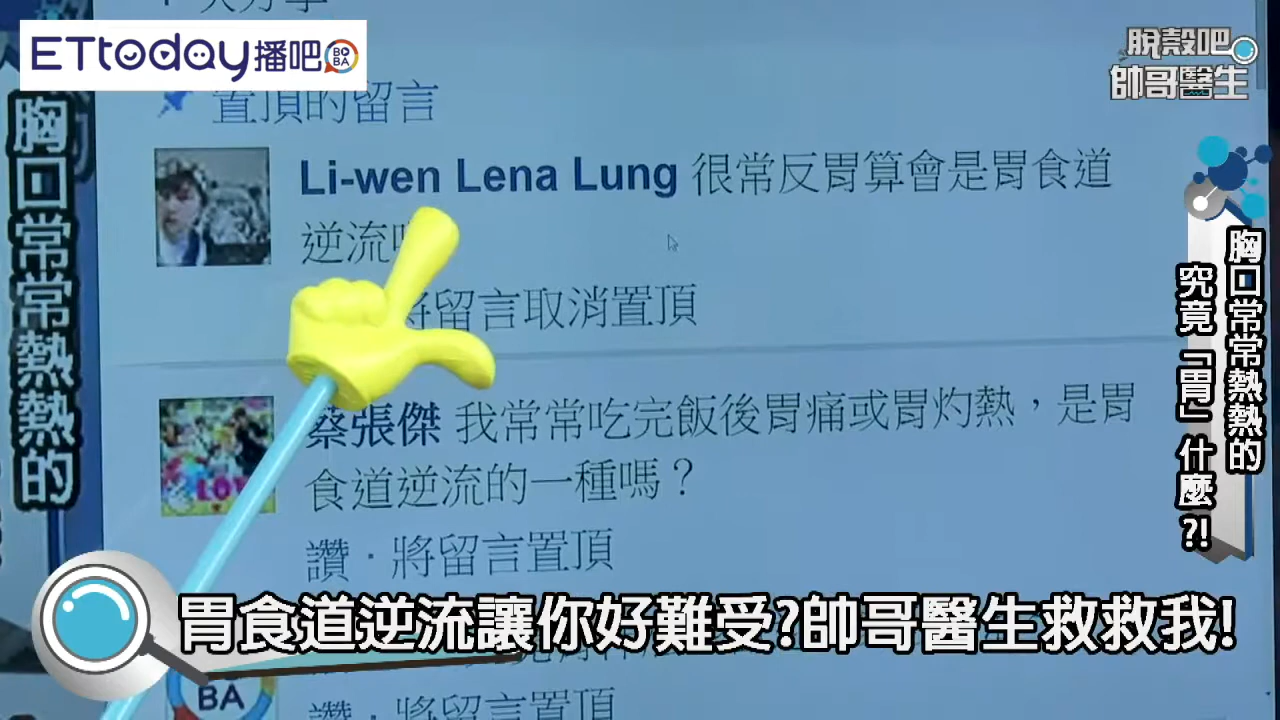 ETtoday播吧
BOBA
脫殼吧
帥哥醫生
置頂的留言
胸口常常熱熱的
Li-wen Lena Lung 很常反胃算會是胃食道
逆流
將留言取消置頂
蔡張傑 我常常吃完飯後胃痛或胃灼熱，是胃
食道逆流的一種嗎？
讚·將留言置頂
LOV
胸口常常熱熱的
究竟「胃」什麼?!
胃食道逆流讓你好難受?帥哥醫生救救我!
BA
讚·將留言置頂